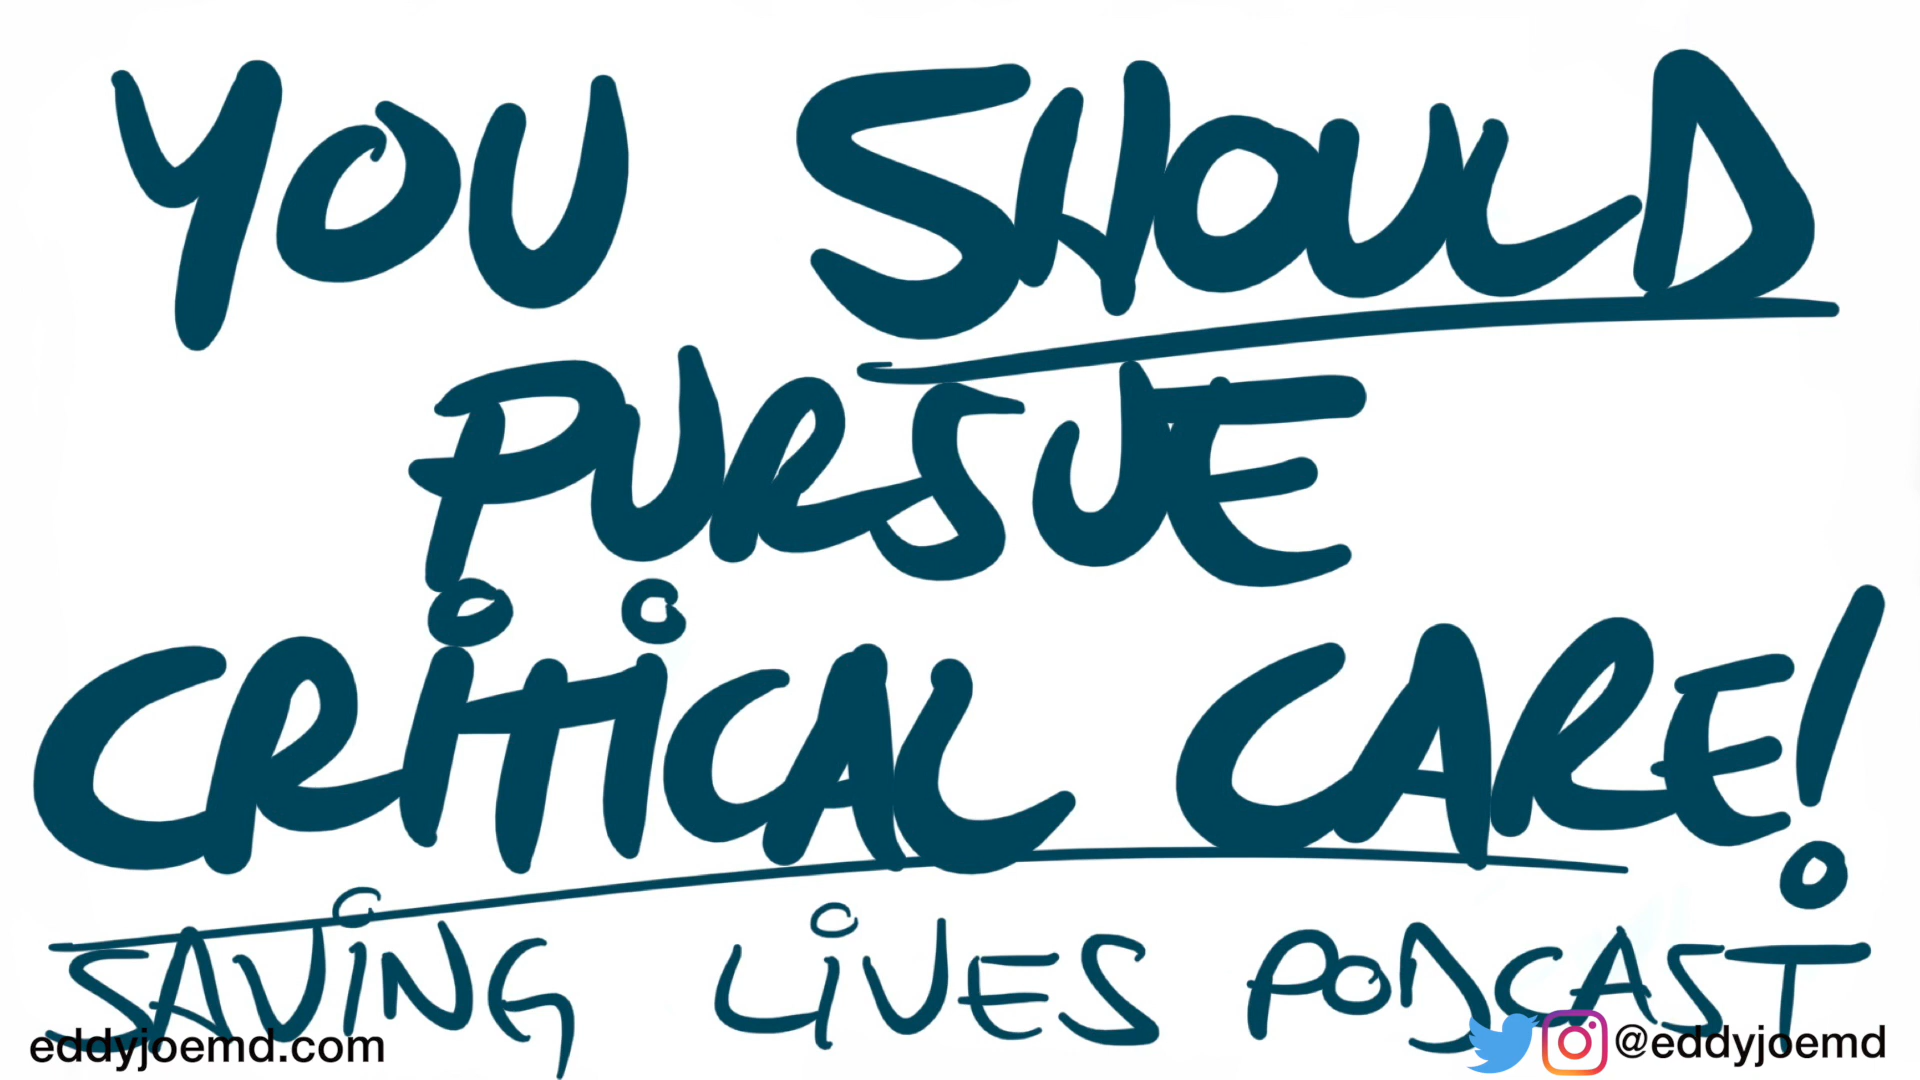 YOU SHOULD
PURSUE
CRiTiCAL CARE!
SAViNG LiVES PODCAST
eddyjoemd.com
@eddyjoemd